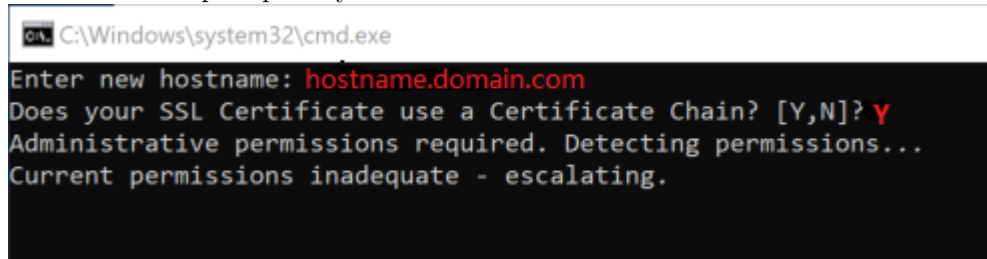 C:\Windows\system32\cmd.exe
Enter new hostname: hostname.domain.com
Does your SSL Certificate use a Certificate Chain? [Y,N]? Y
Administrative permissions required. Detecting permissions...
Current permissions inadequate - escalating.